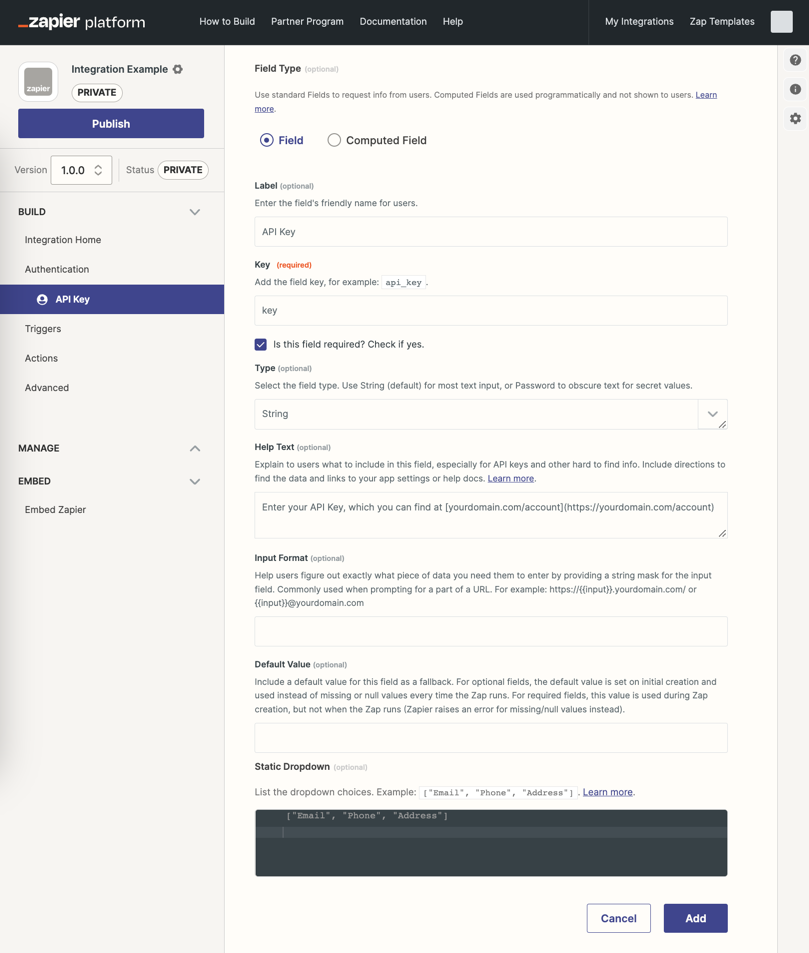 zapier platform
How to Build Partner Program Documentation Help My Integrations Zap Templates
Integration Example
PRIVATE
zapier
Publish
Version 1.0.0 Status PRIVATE
BUILD
Integration Home
Authentication
API Key
Triggers
Actions
Advanced
MANAGE
EMBED
Embed Zapier
Field Type (optional)
Use standard Fields to request info from users. Computed Fields are used programmatically and not shown to users. Learn
more.
Field Computed Field
Label (optional)
Enter the field's friendly name for users.
API Key
Key (required)
Add the field key, for example: api_key.
key
Is this field required? Check if yes.
Type (optional)
Select the field type. Use String (default) for most text input, or Password to obscure text for secret values.
String
Help Text (optional)
Explain to users what to include in this field, especially for API keys and other hard to find info. Include directions to
find the data and links to your app settings or help docs. Learn more.
Enter your API Key, which you can find at [yourdomain.com/account](https://yourdomain.com/account)
Input Format (optional)
Help users figure out exactly what piece of data you need them to enter by providing a string mask for the input
field. Commonly used when prompting for a part of a URL. For example: https://{{input}}.yourdomain.com/ or
{{input}}@yourdomain.com
Default Value (optional)
Include a default value for this field as a fallback. For optional fields, the default value is set on initial creation and
used instead of missing or null values every time the Zap runs. For required fields, this value is used during Zap
creation, but not when the Zap runs (Zapier raises an error for missing/null values instead).
Static Dropdown (optional)
List the dropdown choices. Example: ["Email", "Phone", "Address"]. Learn more.
["Email", "Phone", "Address"]
Cancel Add